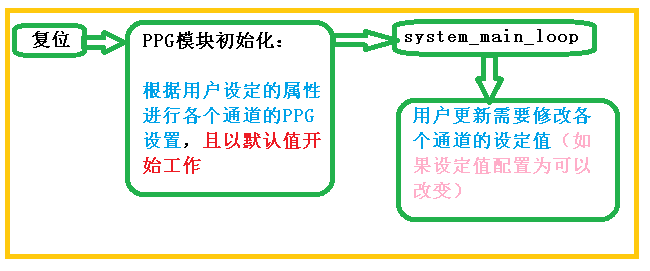 复位
PPG模块初始化：
根据用户设定的属性
进行各个通道的PPG
设置，且以默认值开
始工作
system_main_loop
用户更新需要修改各
个通道的设定值（如
果设定值配置为可以
改变）